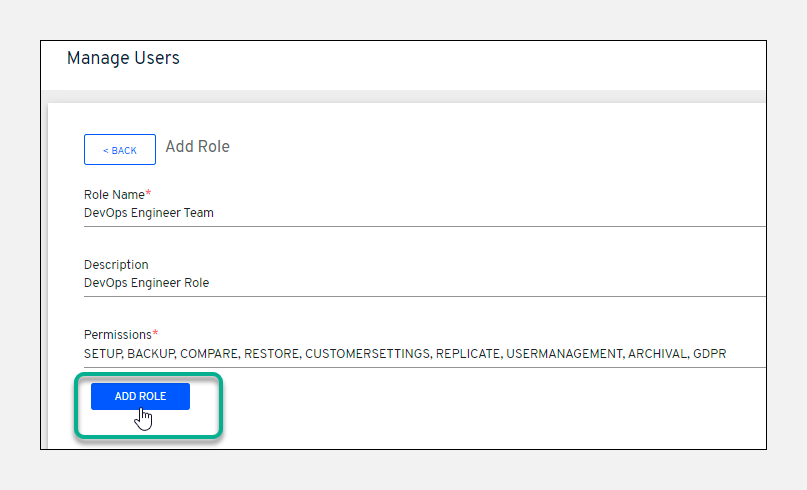 Manage Users
< BACK
Add Role
Role Name*
DevOps Engineer Team
Description
DevOps Engineer Role
Permissions*
SETUP, BACKUP, COMPARE, RESTORE, CUSTOMERSETTINGS, REPLICATE, USERMANAGEMENT, ARCHIVAL, GDPR
ADD ROLE